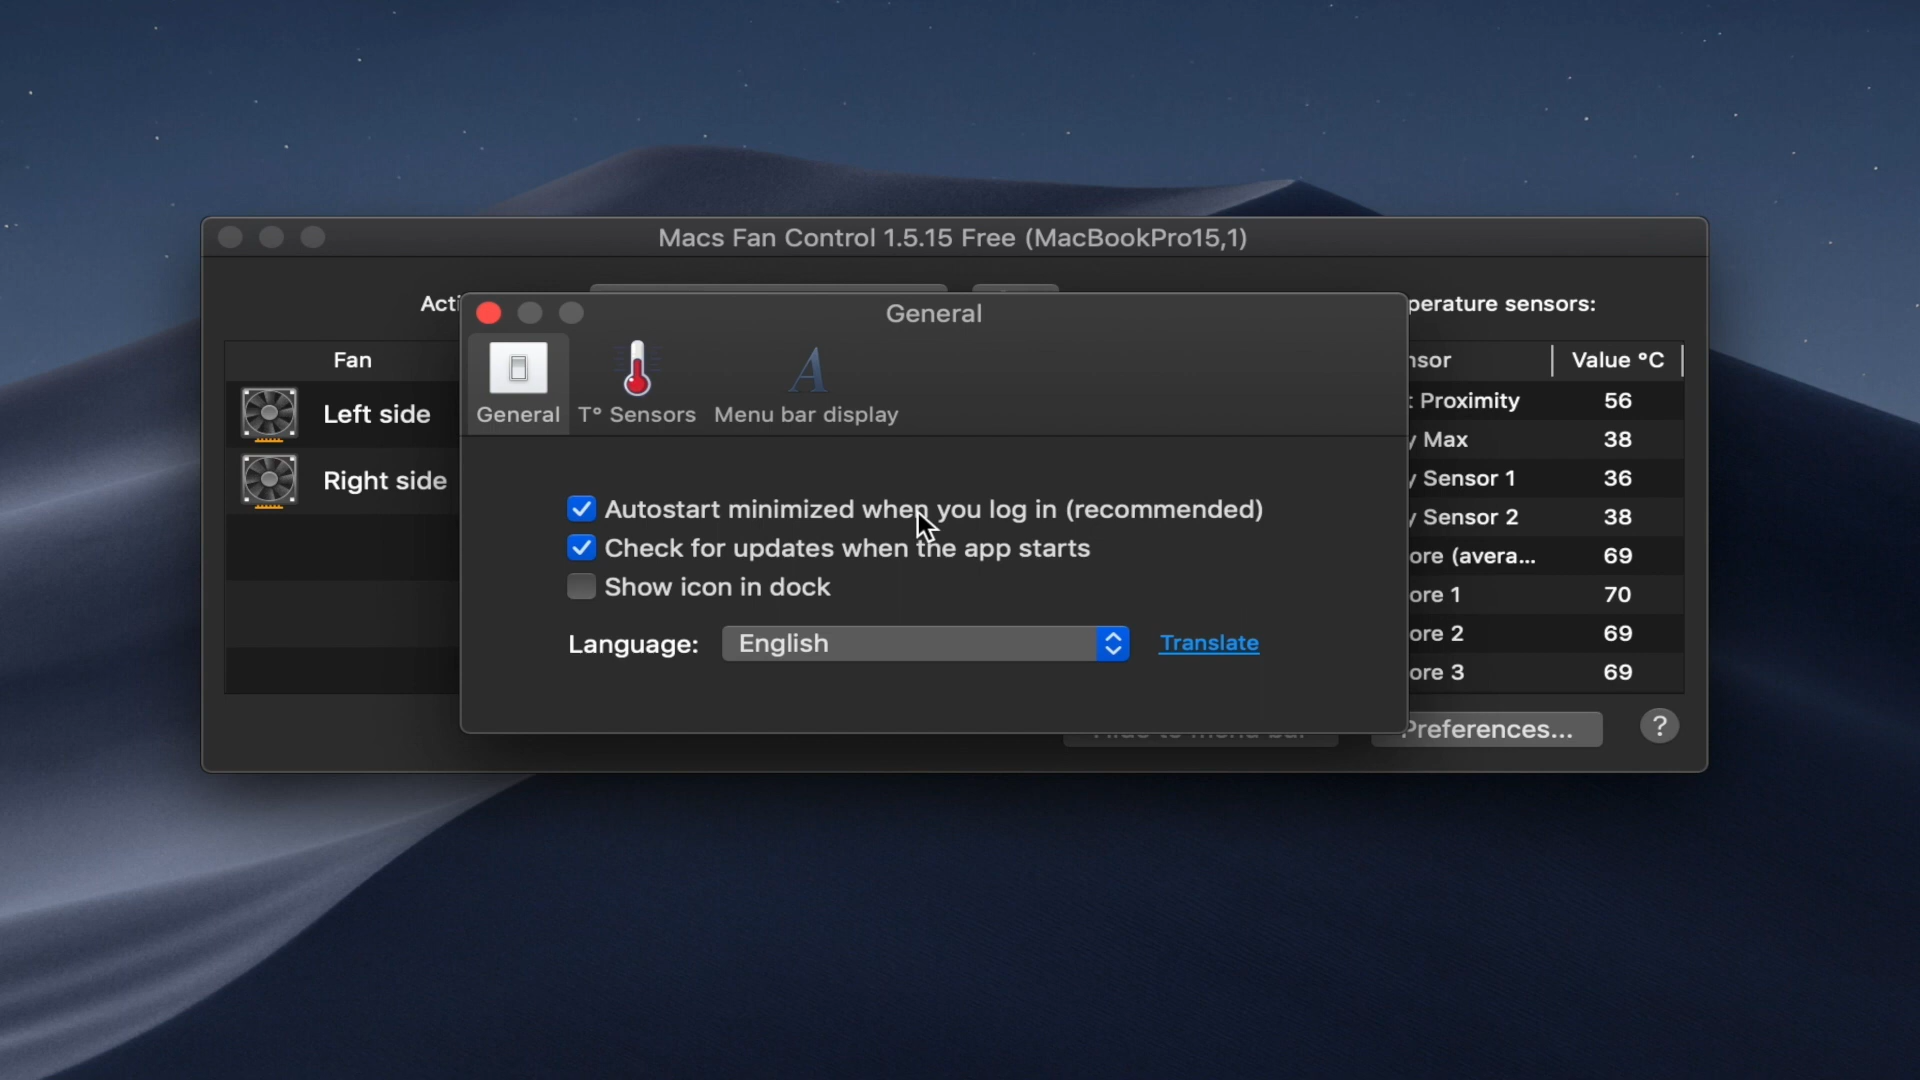 Macs Fan Control 1.5.15 Free (MacBookPro15,1)
perature sensors:
General
Fan
Value °C
General T° Sensors Menu bar display
Left side
Right side
Proximity 56
Max 38
Sensor 1 36
Sensor 2 38
ore (avera... 69
ore 1 70
ore 2 69
ore 3 69
Autostart minimized when you log in (recommended)
Check for updates when the app starts
Show icon in dock
Language: English Translate
Preferences... ?